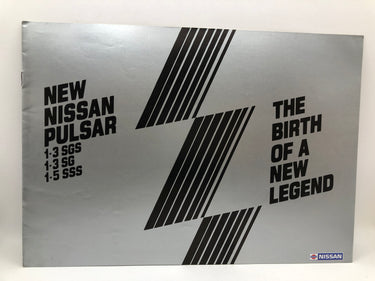 NEW
NISSAN
PULSAR
1·3 SGS
1·3 SG
1·5 SSS
THE
BIRTH
OF A
NEW
LEGEND
NISSAN